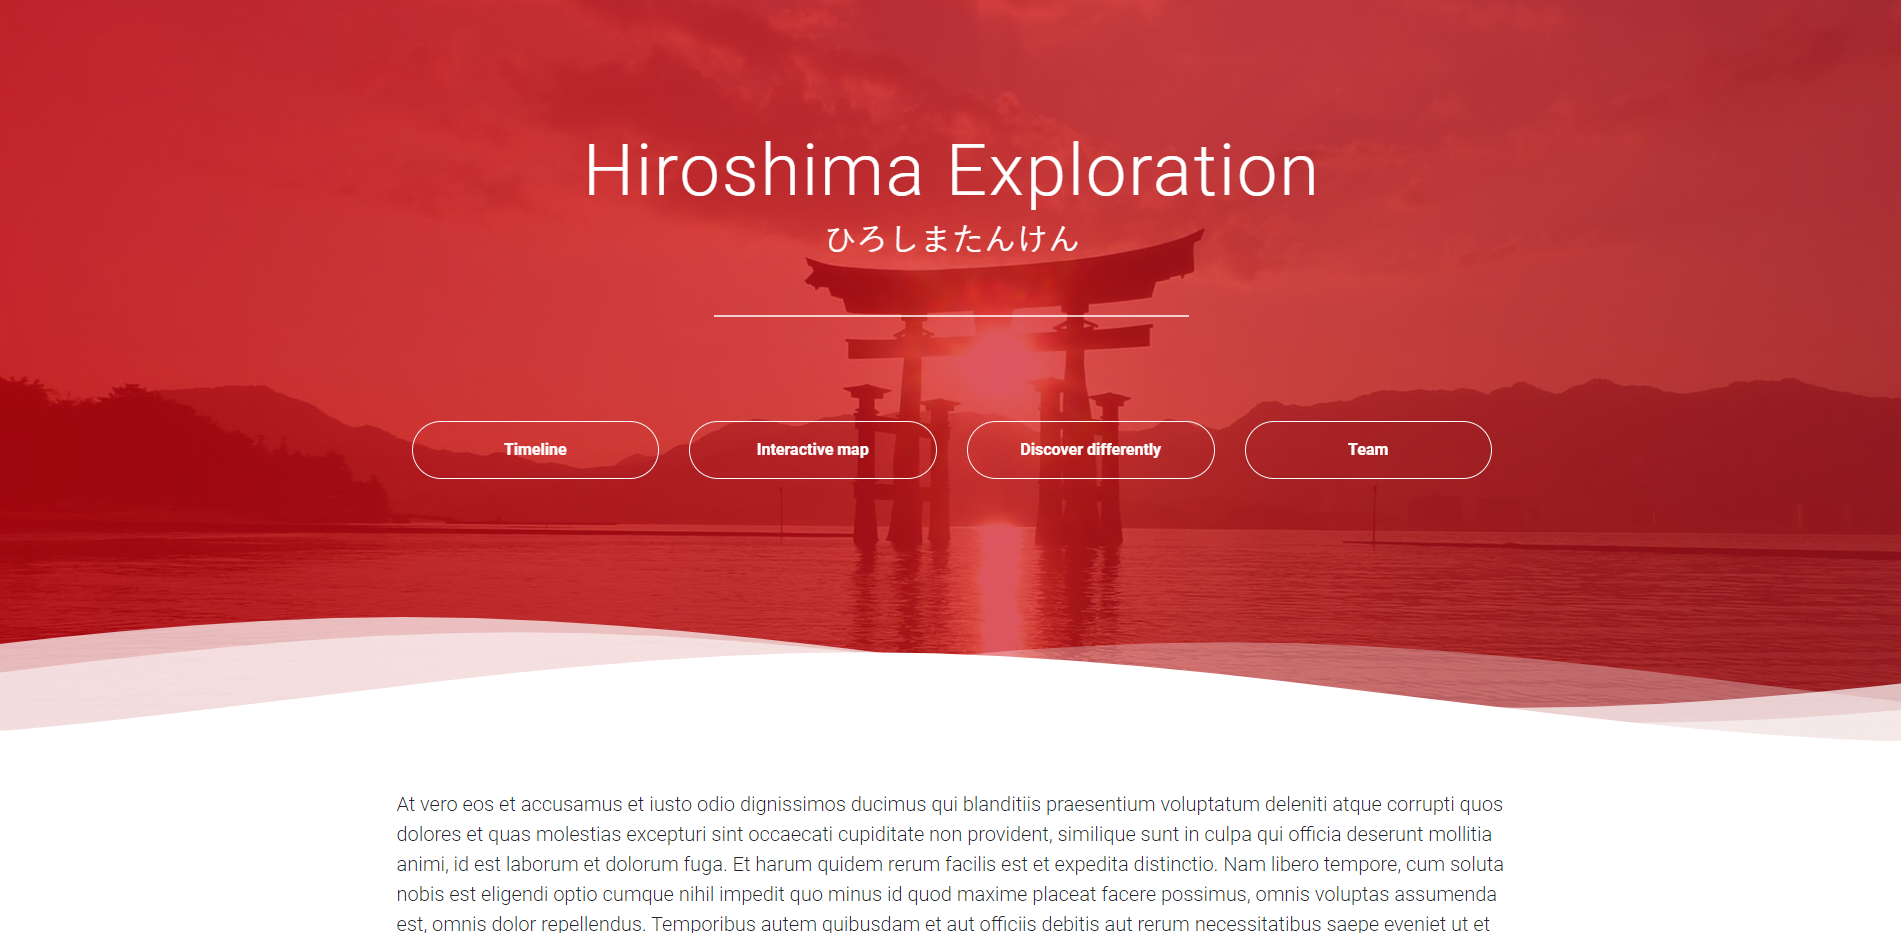 Hiroshima Exploration
ひろしまたんけん
Timeline
Interactive map
Discover differently
Team
At vero eos et accusamus et iusto odio dignissimos ducimus qui blanditiis praesentium voluptatum deleniti atque corrupti quos
dolores et quas molestias excepturi sint occaecati cupiditate non provident, similique sunt in culpa qui officia deserunt mollitia
animi, id est laborum et dolorum fuga. Et harum quidem rerum facilis est et expedita distinctio. Nam libero tempore, cum soluta
nobis est eligendi optio cumque nihil impedit quo minus id quod maxime placeat facere possimus, omnis voluptas assumenda
est, omnis dolor repellendus. Temporibus autem quibusdam et aut officiis debitis aut rerum necessitatibus saepe eveniet ut et